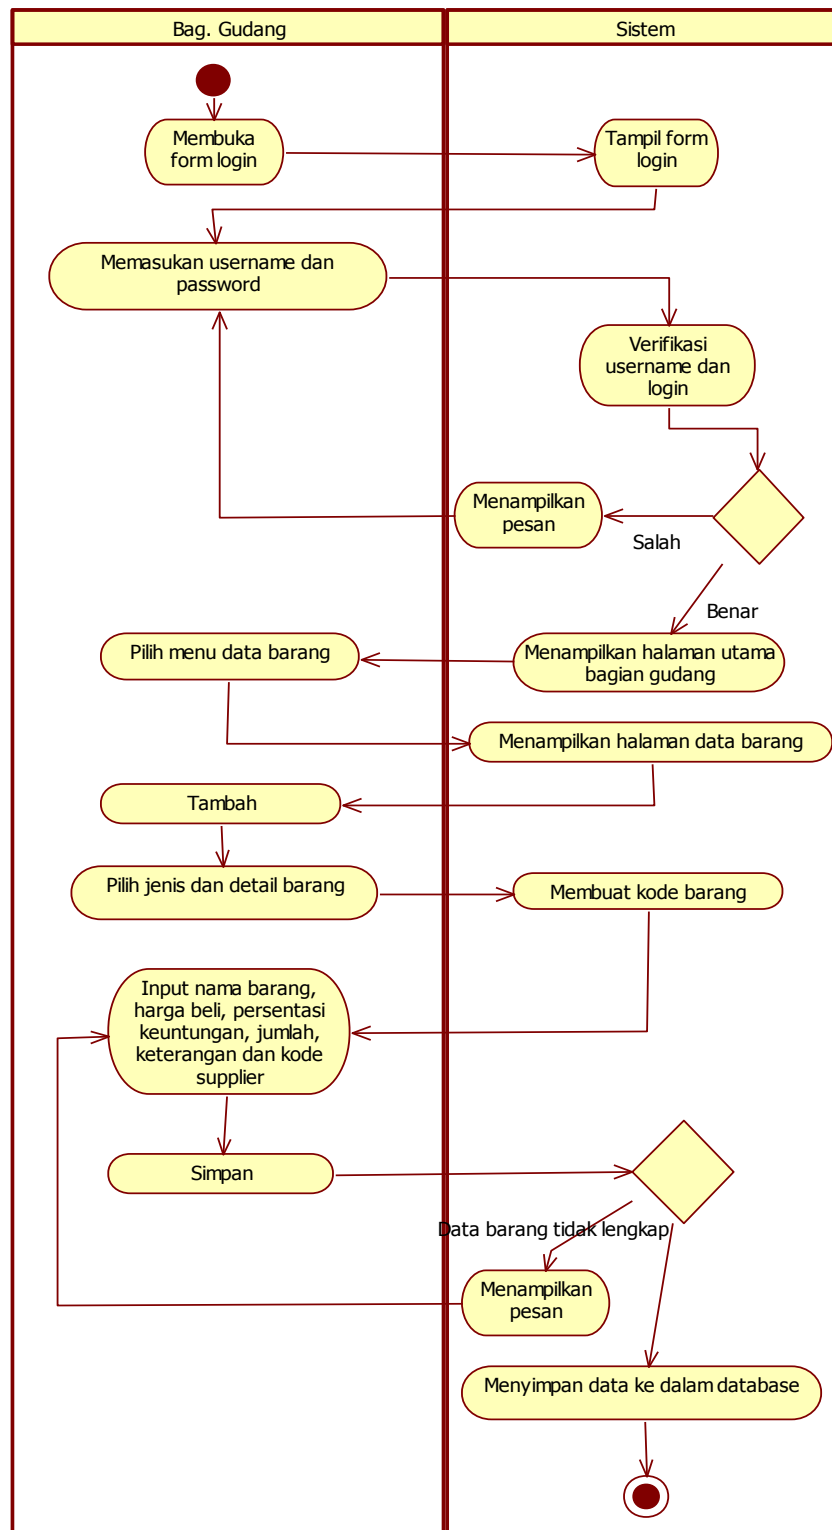 Bag. Gudang
Sistem
Membuka
form login
Tampil form
login
Memasukan username dan
password
Verifikasi
username dan
login
Menampilkan
pesan
Salah
Benar
Pilih menu data barang
Menampilkan halaman utama
bagian gudang
Menampilkan halaman data barang
Tambah
Pilih jenis dan detail barang
Membuat kode barang
Input nama barang,
harga beli, persentasi
keuntungan, jumlah,
keterangan dan kode
supplier
Simpan
Data barang tidak lengkap
Menampilkan
pesan
Menyimpan data ke dalam database